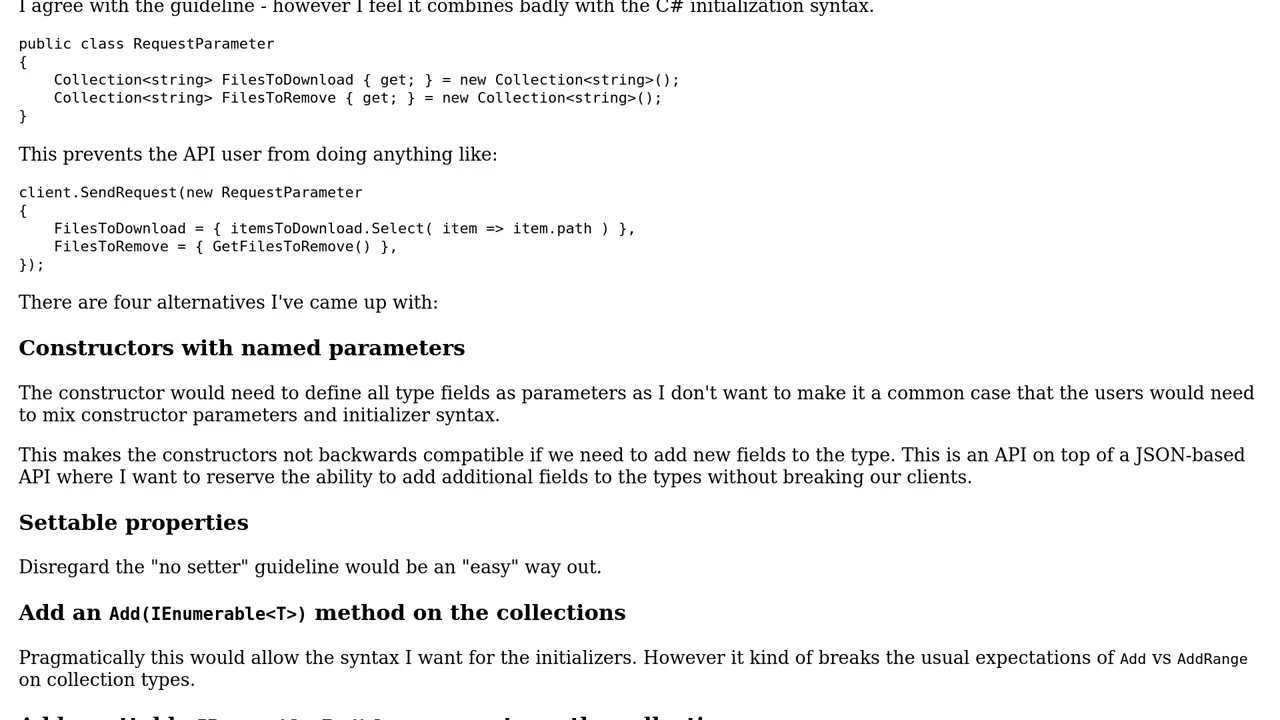 I agree with the guideline - however I feel it combines badly with the C# initialization syntax.
public class RequestParameter
{
    Collection<string> FilesToDownload { get; } = new Collection<string>();
    Collection<string> FilesToRemove { get; } = new Collection<string>();
}
This prevents the API user from doing anything like:
client.SendRequest(new RequestParameter
{
    FilesToDownload = { itemsToDownload.Select( item => item.path ) },
    FilesToRemove = { GetFilesToRemove() },
});
There are four alternatives I've came up with:
Constructors with named parameters
The constructor would need to define all type fields as parameters as I don't want to make it a common case that the users would need
to mix constructor parameters and initializer syntax.
This makes the constructors not backwards compatible if we need to add new fields to the type. This is an API on top of a JSON-based
API where I want to reserve the ability to add additional fields to the types without breaking our clients.
Settable properties
Disregard the "no setter" guideline would be an "easy" way out.
Add an Add(IEnumerable<T>) method on the collections
Pragmatically this would allow the syntax I want for the initializers. However it kind of breaks the usual expectations of Add vs AddRange
on collection types.